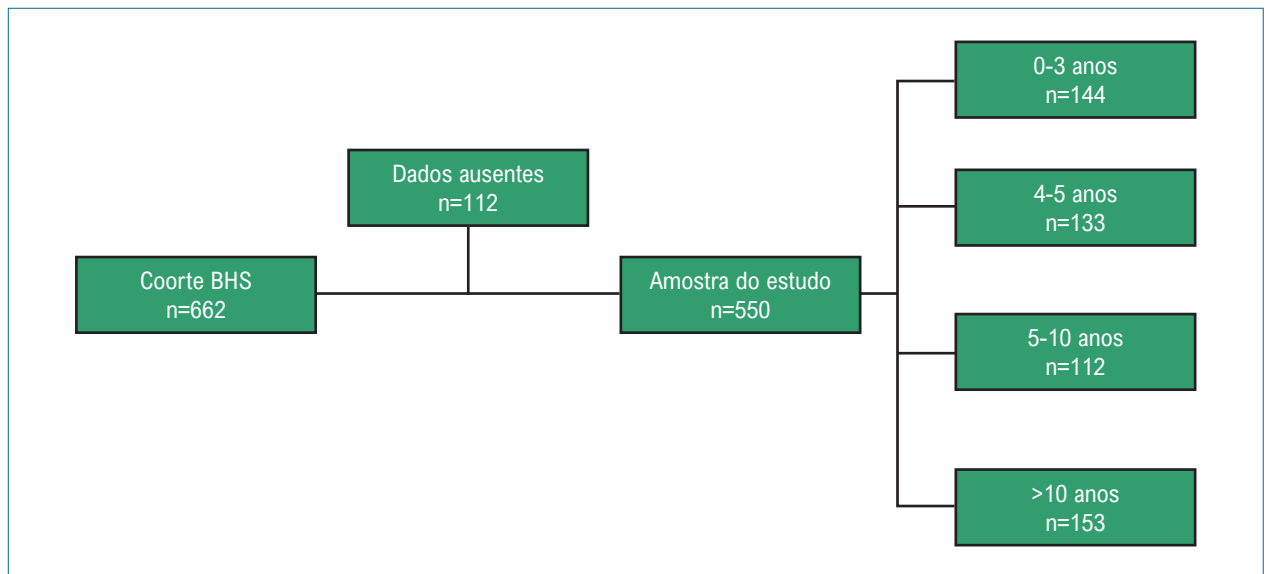 Coorte BHS
n=662
Dados ausentes
n=112
Amostra do estudo
n=550
0-3 anos
n=144
4-5 anos
n=133
5-10 anos
n=112
>10 anos
n=153